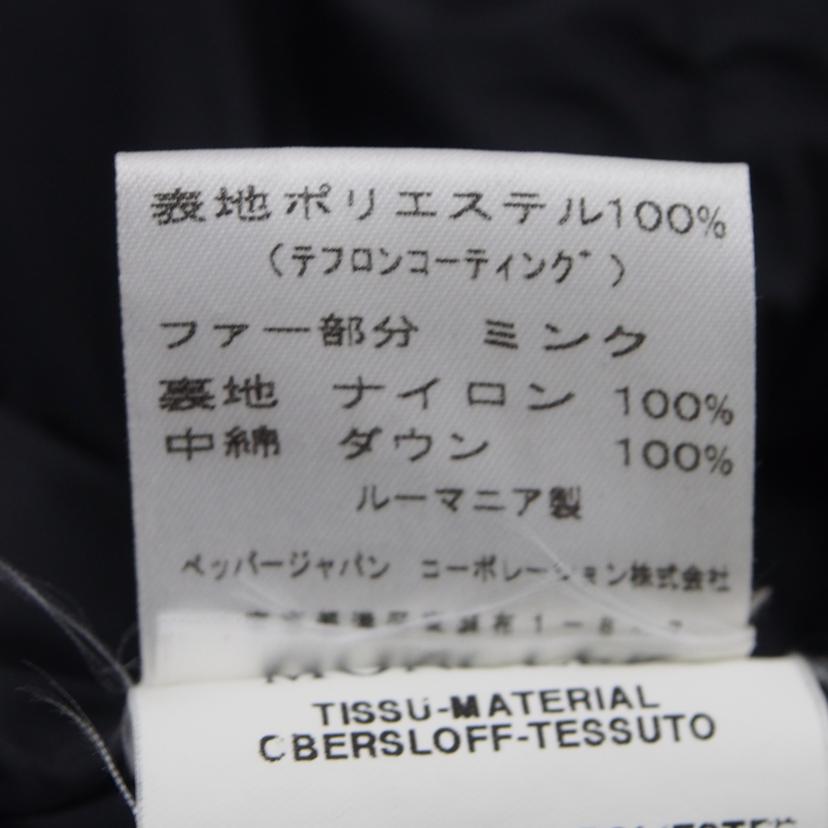 表地ポリエステル100%
(テフロンコーティング)
ファー部分 ミンク
裏地 ナイロン 100%
中綿 ダウン 100%
ルーマニア製
ペッパージャパン コーポレーション株式会社
TISSU-MATERIAL
OBERSLOFF-TESSUTO